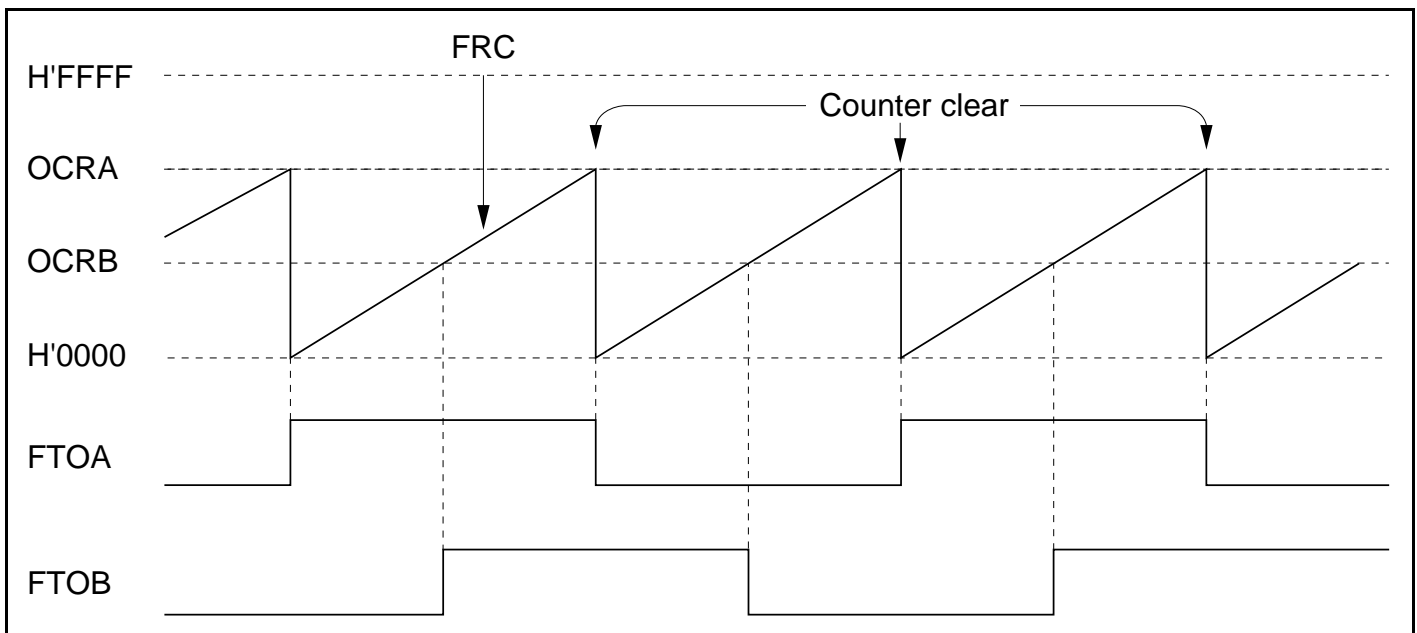 FRC
H'FFFF
Counter clear
OCRA
OCRB
H'0000
FTOA
FTOB